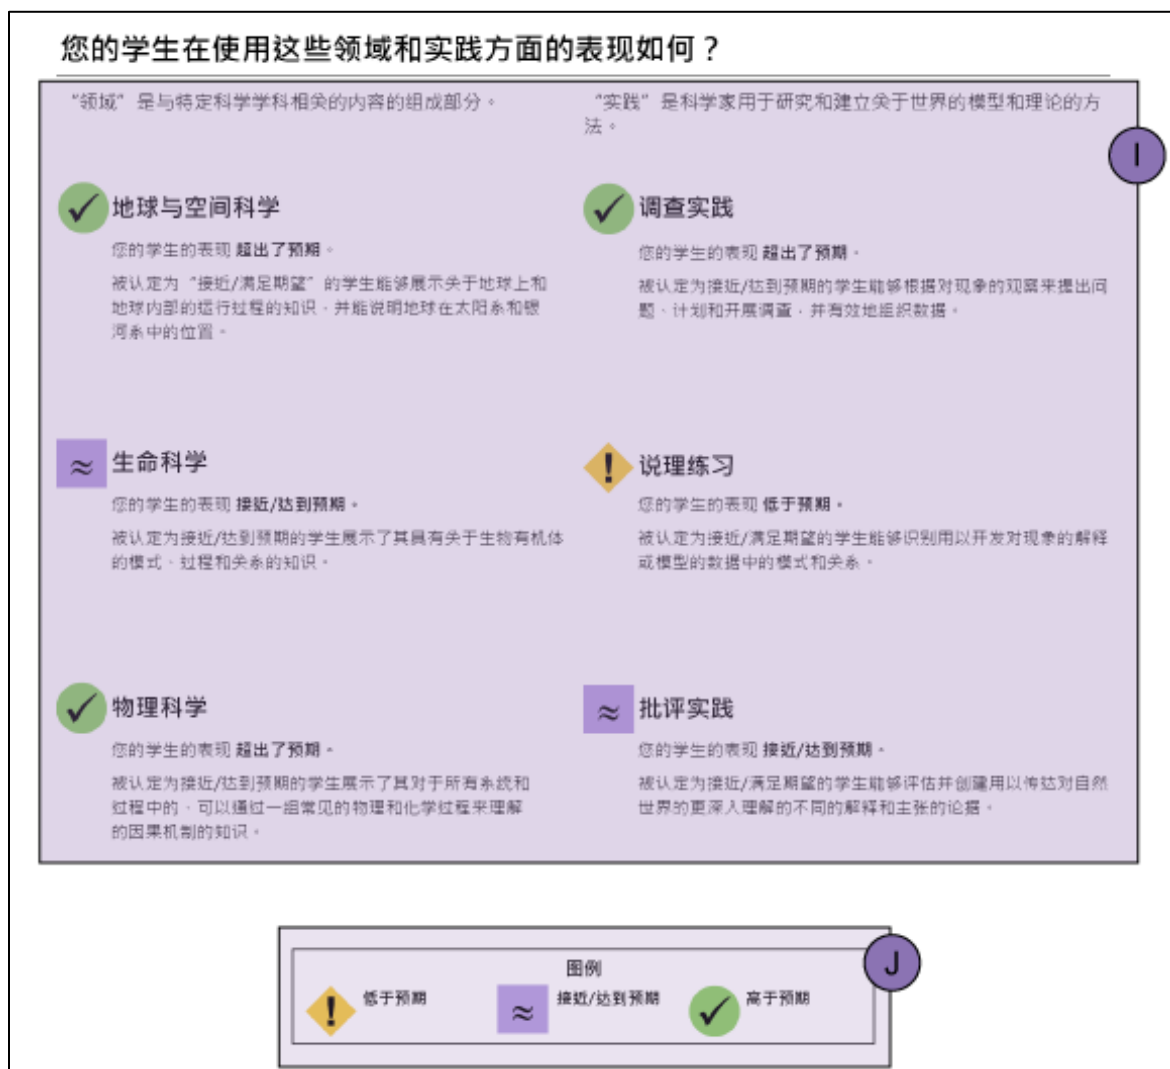 您的学生在使用这些领域和实践方面的表现如何？
“领域”是与特定科学学科相关的内容的组成部分。
“实践”是科学家用于研究和建立关于世界的模型和理论的方
法。
I
✓ 地球与空间科学
您的学生的表现 超出了预期。
被认定为“接近/满足期望”的学生能够展示关于地球上和
地球内部的运行过程的知识，并能说明地球在太阳系和银
河系中的位置。
✓ 调查实践
您的学生的表现 超出了预期。
被认定为接近/达到预期的学生能够根据对现象的观察来提出问
题、计划和开展调查，并有效地组织数据。
≈ 生命科学
您的学生的表现 接近/达到预期。
被认定为接近/达到预期的学生展示了其具有关于生物有机体
的模式、过程和关系的知识。
! 说理练习
您的学生的表现 低于预期。
被认定为接近/满足期望的学生能够识别用以开发对现象的解释
或模型的数据中的模式和关系。
✓ 物理科学
您的学生的表现 超出了预期。
被认定为接近/达到预期的学生展示了其对于所有系统和
过程中的、可以通过一组常见的物理和化学过程来理解
的因果机制的知识。
≈ 批评实践
您的学生的表现 接近/达到预期。
被认定为接近/满足期望的学生能够评估并创建用以传达对自然
世界的更深入理解的不同的解释和主张的论据。
J
图例
! 低于预期
≈ 接近/达到预期
✓ 高于预期